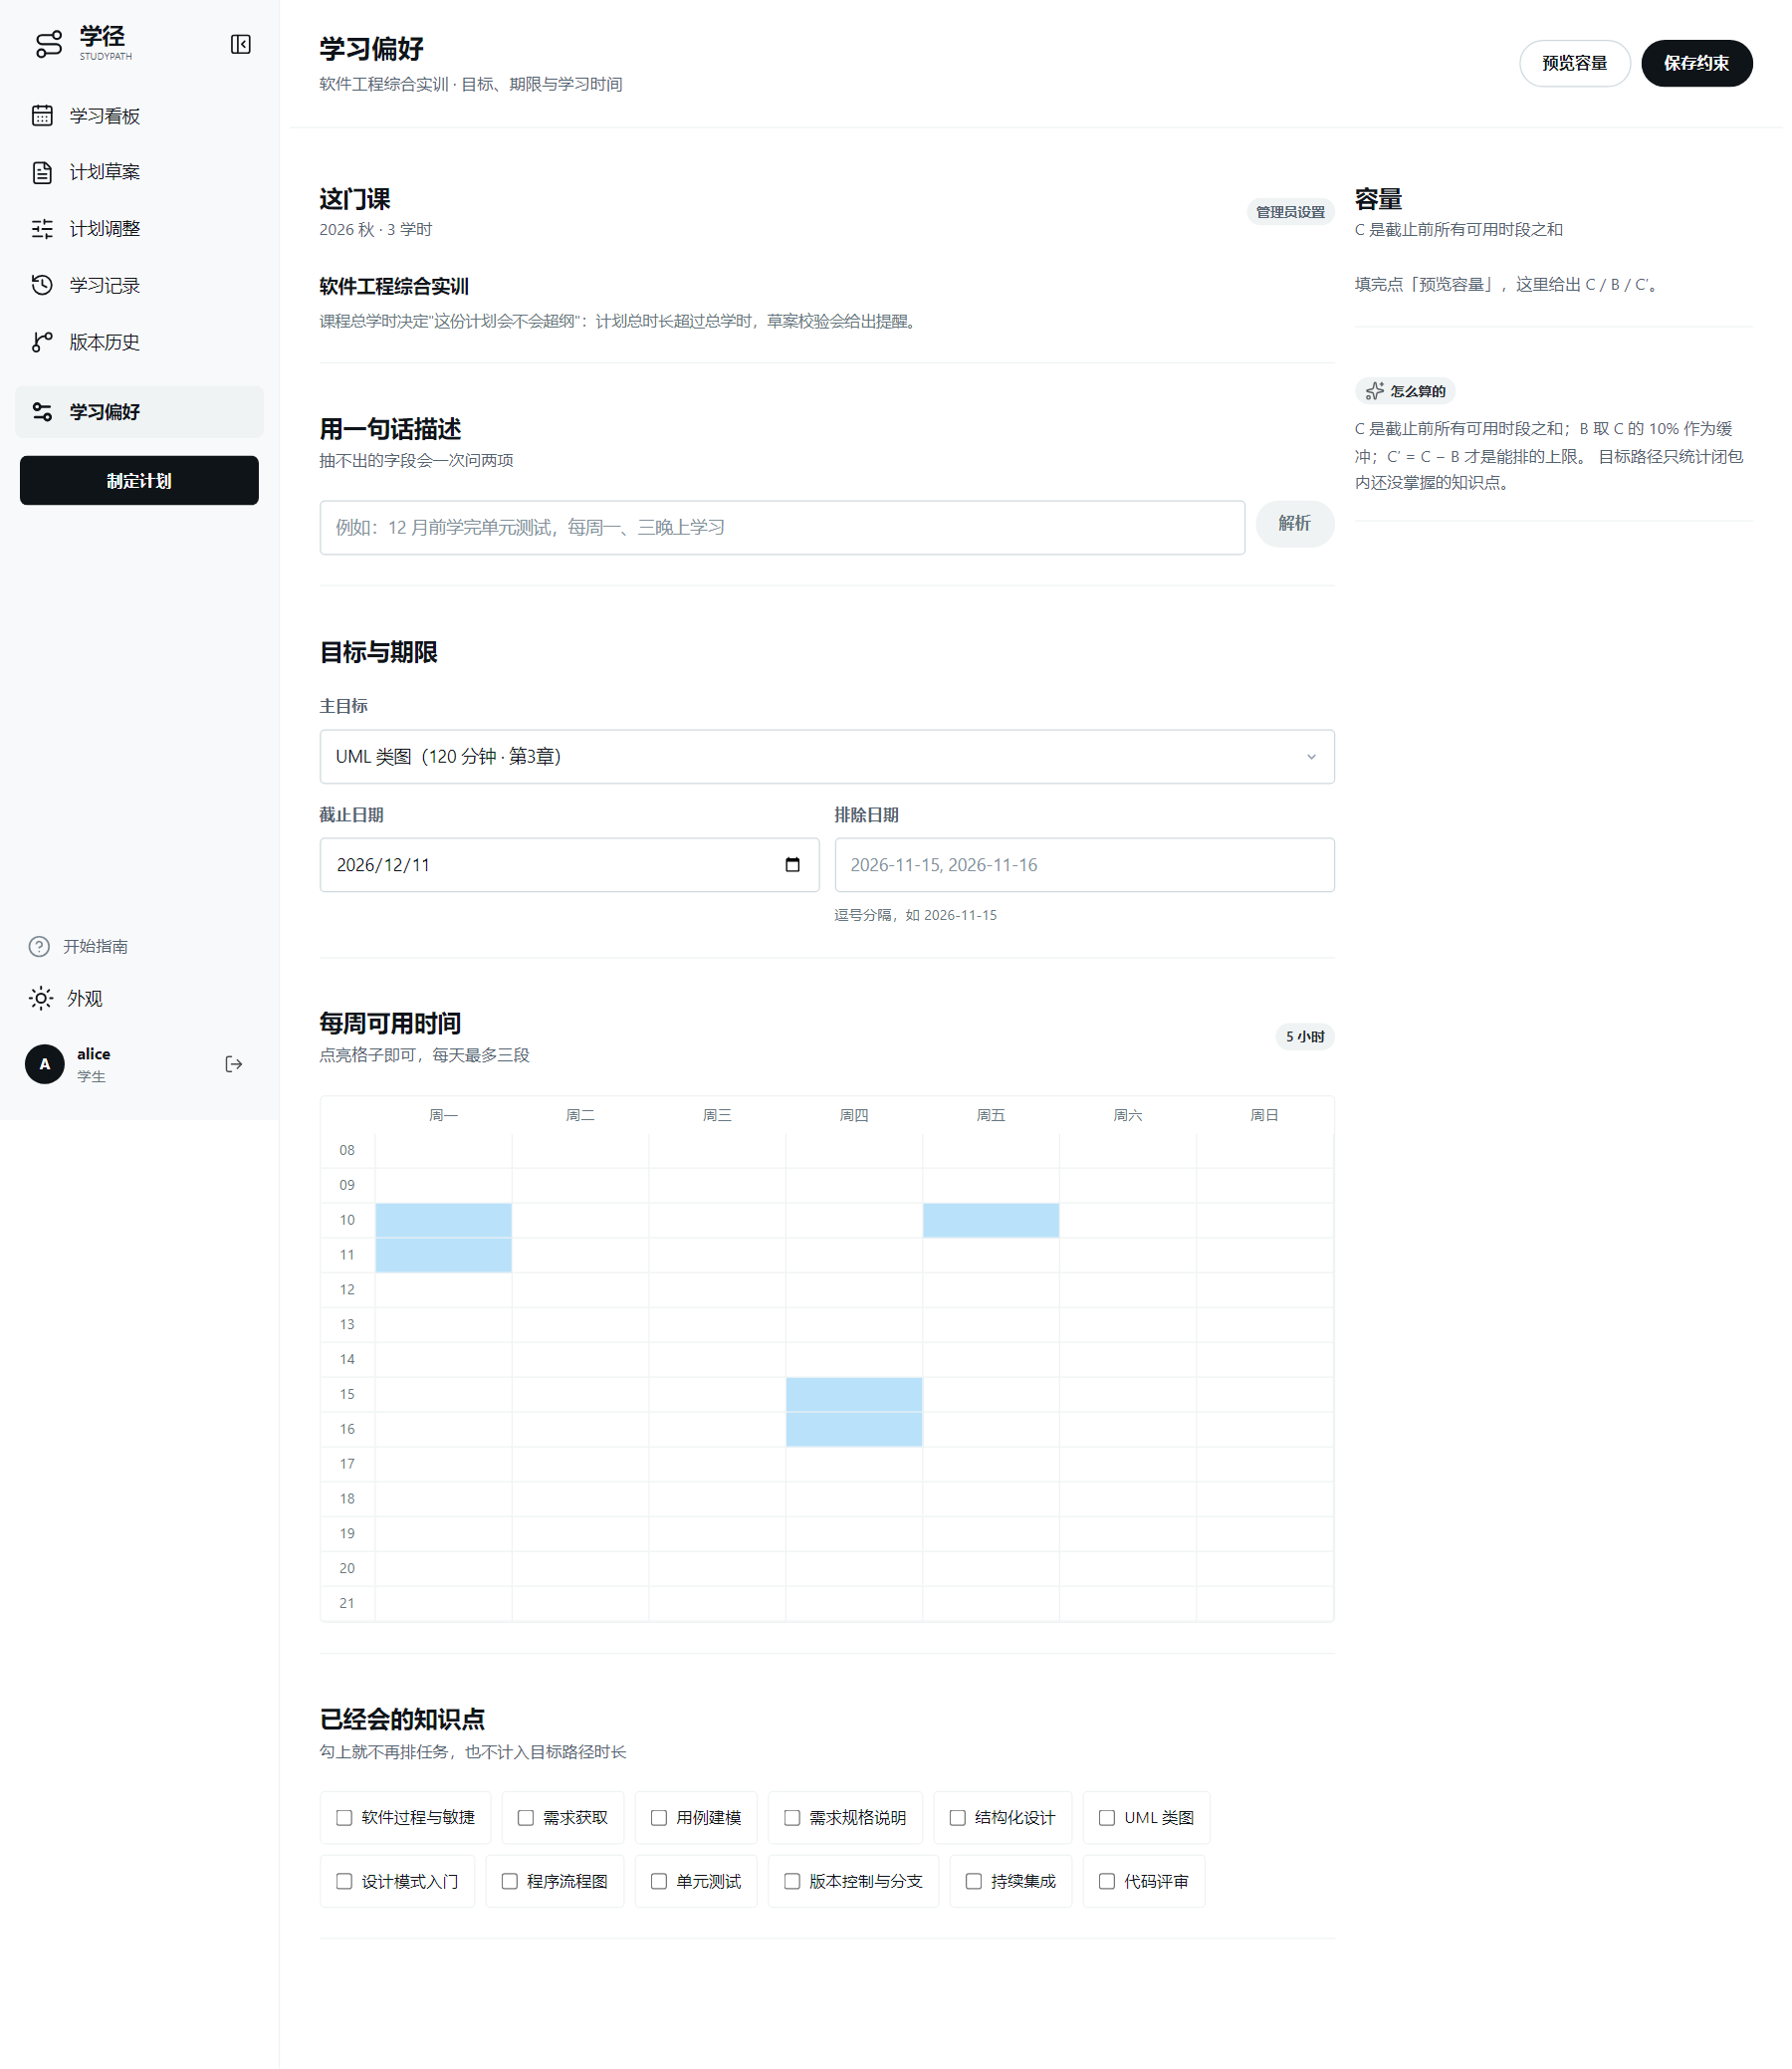 学径
STUDYPATH
学习看板
计划草案
计划调整
学习记录
版本历史
学习偏好
制定计划
开始指南
外观
A
alice
学生
学习偏好
软件工程综合实训 · 目标、期限与学习时间
预览容量
保存约束
这门课
2026 秋 · 3 学时
管理员设置
软件工程综合实训
课程总学时决定"这份计划会不会超纲"：计划总时长超过总学时，草案校验会给出提醒。
用一句话描述
抽不出的字段会一次问两项
例如：12 月前学完单元测试，每周一、三晚上学习
解析
目标与期限
主目标
UML 类图（120 分钟 · 第3章）
截止日期
排除日期
2026/12/11
2026-11-15, 2026-11-16
逗号分隔，如 2026-11-15
每周可用时间
点亮格子即可，每天最多三段
5 小时
周一 周二 周三 周四 周五 周六 周日
08
09
10
11
12
13
14
15
16
17
18
19
20
21
已经会的知识点
勾上就不再排任务，也不计入目标路径时长
软件过程与敏捷 需求获取 用例建模 需求规格说明 结构化设计 UML 类图
设计模式入门 程序流程图 单元测试 版本控制与分支 持续集成 代码评审
容量
C 是截止前所有可用时段之和
填完点「预览容量」，这里给出 C / B / C′。
怎么算的
C 是截止前所有可用时段之和；B 取 C 的 10% 作为缓
冲；C′ = C − B 才是能排的上限。 目标路径只统计闭包
内还没掌握的知识点。